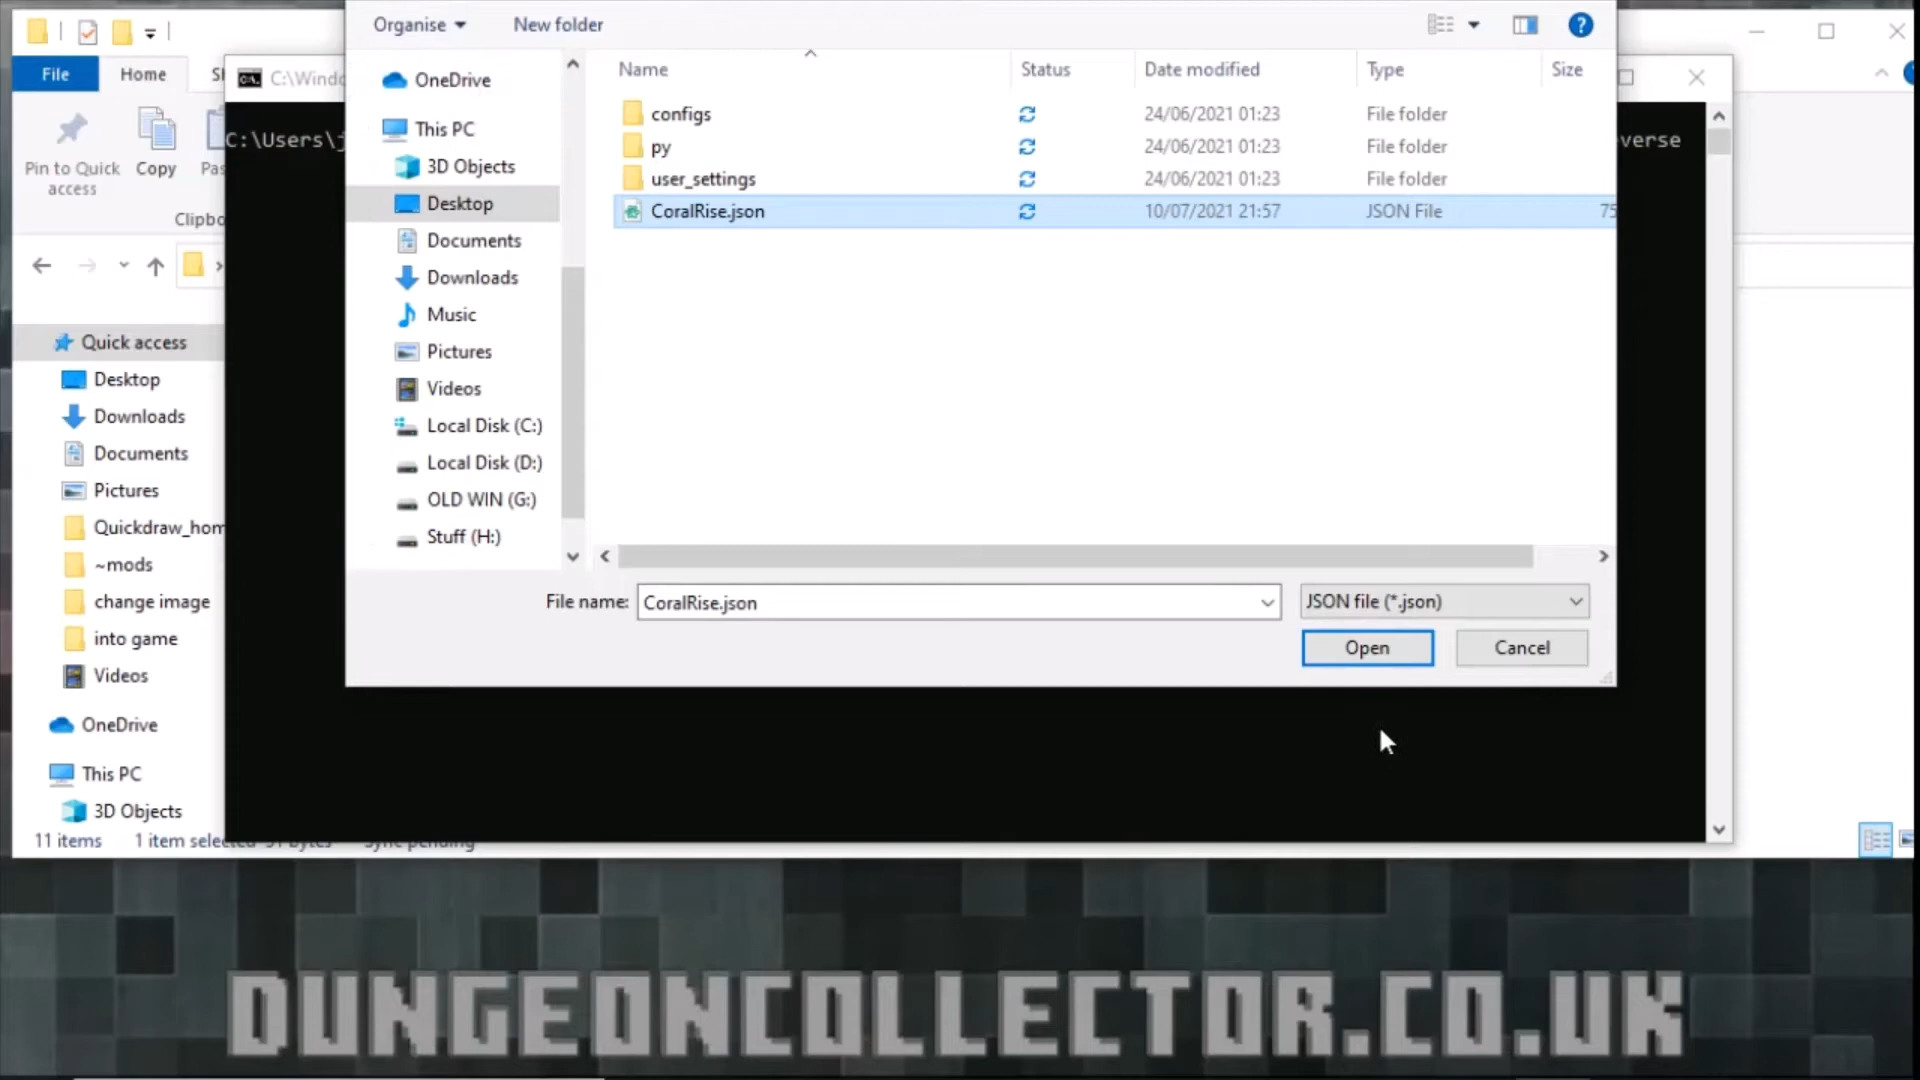 Organise
New folder
File
Home
C:\Windo
Pin to Quick
access
Copy
Pas
Clipbo
C:\Users\j
verse
OneDrive
This PC
3D Objects
Desktop
Documents
Downloads
Music
Pictures
Videos
Local Disk (C:)
Local Disk (D:)
OLD WIN (G:)
Stuff (H:)
Name
Status
Date modified
Type
Size
configs
24/06/2021 01:23
File folder
py
24/06/2021 01:23
File folder
user_settings
24/06/2021 01:23
File folder
CoralRise.json
10/07/2021 21:57
JSON File
75
File name:
CoralRise.json
JSON file (*.json)
Open
Cancel
Quick access
Desktop
Downloads
Documents
Pictures
Quickdraw_hom
~mods
change image
into game
Videos
OneDrive
This PC
3D Objects
11 items
1 item selected
51 bytes
Sync pending
DUNGEONCOLLECTOR.CO.UK